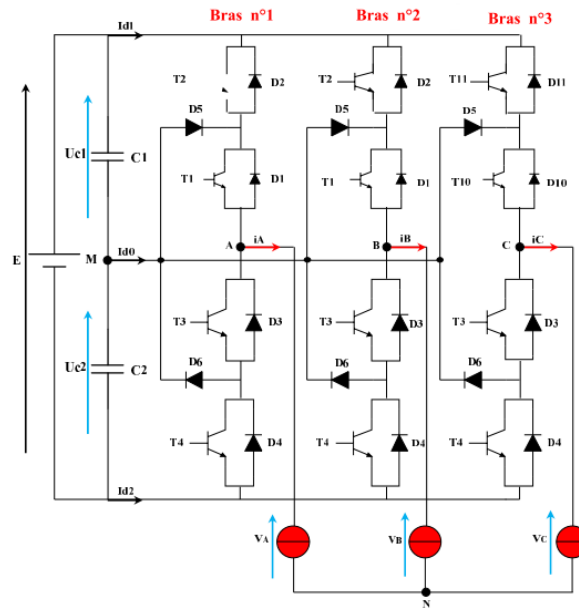 Bras n°1 Bras n°2 Bras n°3
Id1
T2 D2 T2 D2 T11 D11
D5 D5 D5
Uc1 C1 T1 D1 T1 D1 T10 D10
E M Id0 A iA B iB C iC
T3 D3 T3 D3 T3 D3
D6 D6 D6
Uc2 C2
T4 D4 T4 D4 T4 D4
Id2
VA VB VC
N